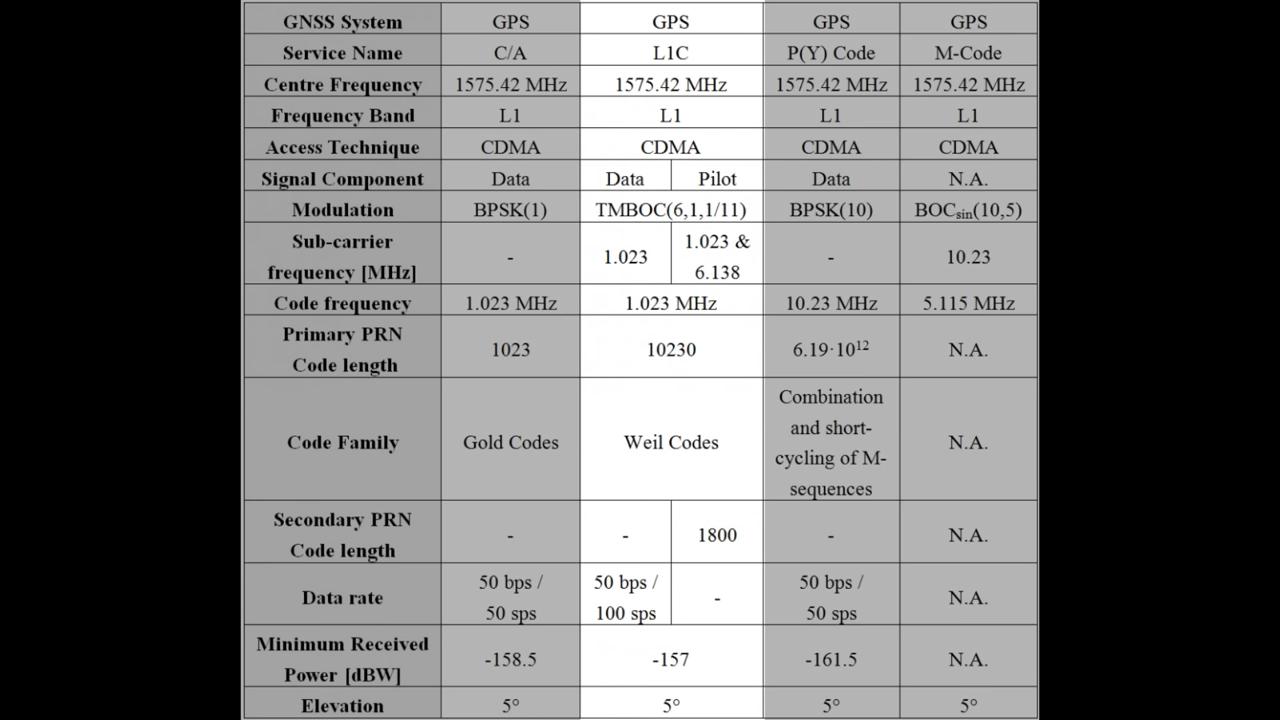 GNSS System GPS GPS GPS GPS
Service Name C/A L1C P(Y) Code M-Code
Centre Frequency 1575.42 MHz 1575.42 MHz 1575.42 MHz 1575.42 MHz
Frequency Band L1 L1 L1 L1
Access Technique CDMA CDMA CDMA CDMA
Signal Component Data Data Pilot Data N.A.
Modulation BPSK(1) TMBOC(6,1,1/11) BPSK(10) BOCsin(10,5)
Sub-carrier
frequency [MHz]
-
1.023
1.023 &
6.138
-
10.23
Code frequency 1.023 MHz 1.023 MHz 10.23 MHz 5.115 MHz
Primary PRN
Code length
1023
10230
6.19·10¹²
N.A.
Code Family
Gold Codes
Weil Codes
Combination
and short-
cycling of M-
sequences
N.A.
Secondary PRN
Code length
-
-
1800
-
N.A.
Data rate
50 bps /
50 sps
50 bps /
100 sps
-
50 bps /
50 sps
N.A.
Minimum Received
Power [dBW]
-158.5
-157
-161.5
N.A.
Elevation 5° 5° 5° 5°